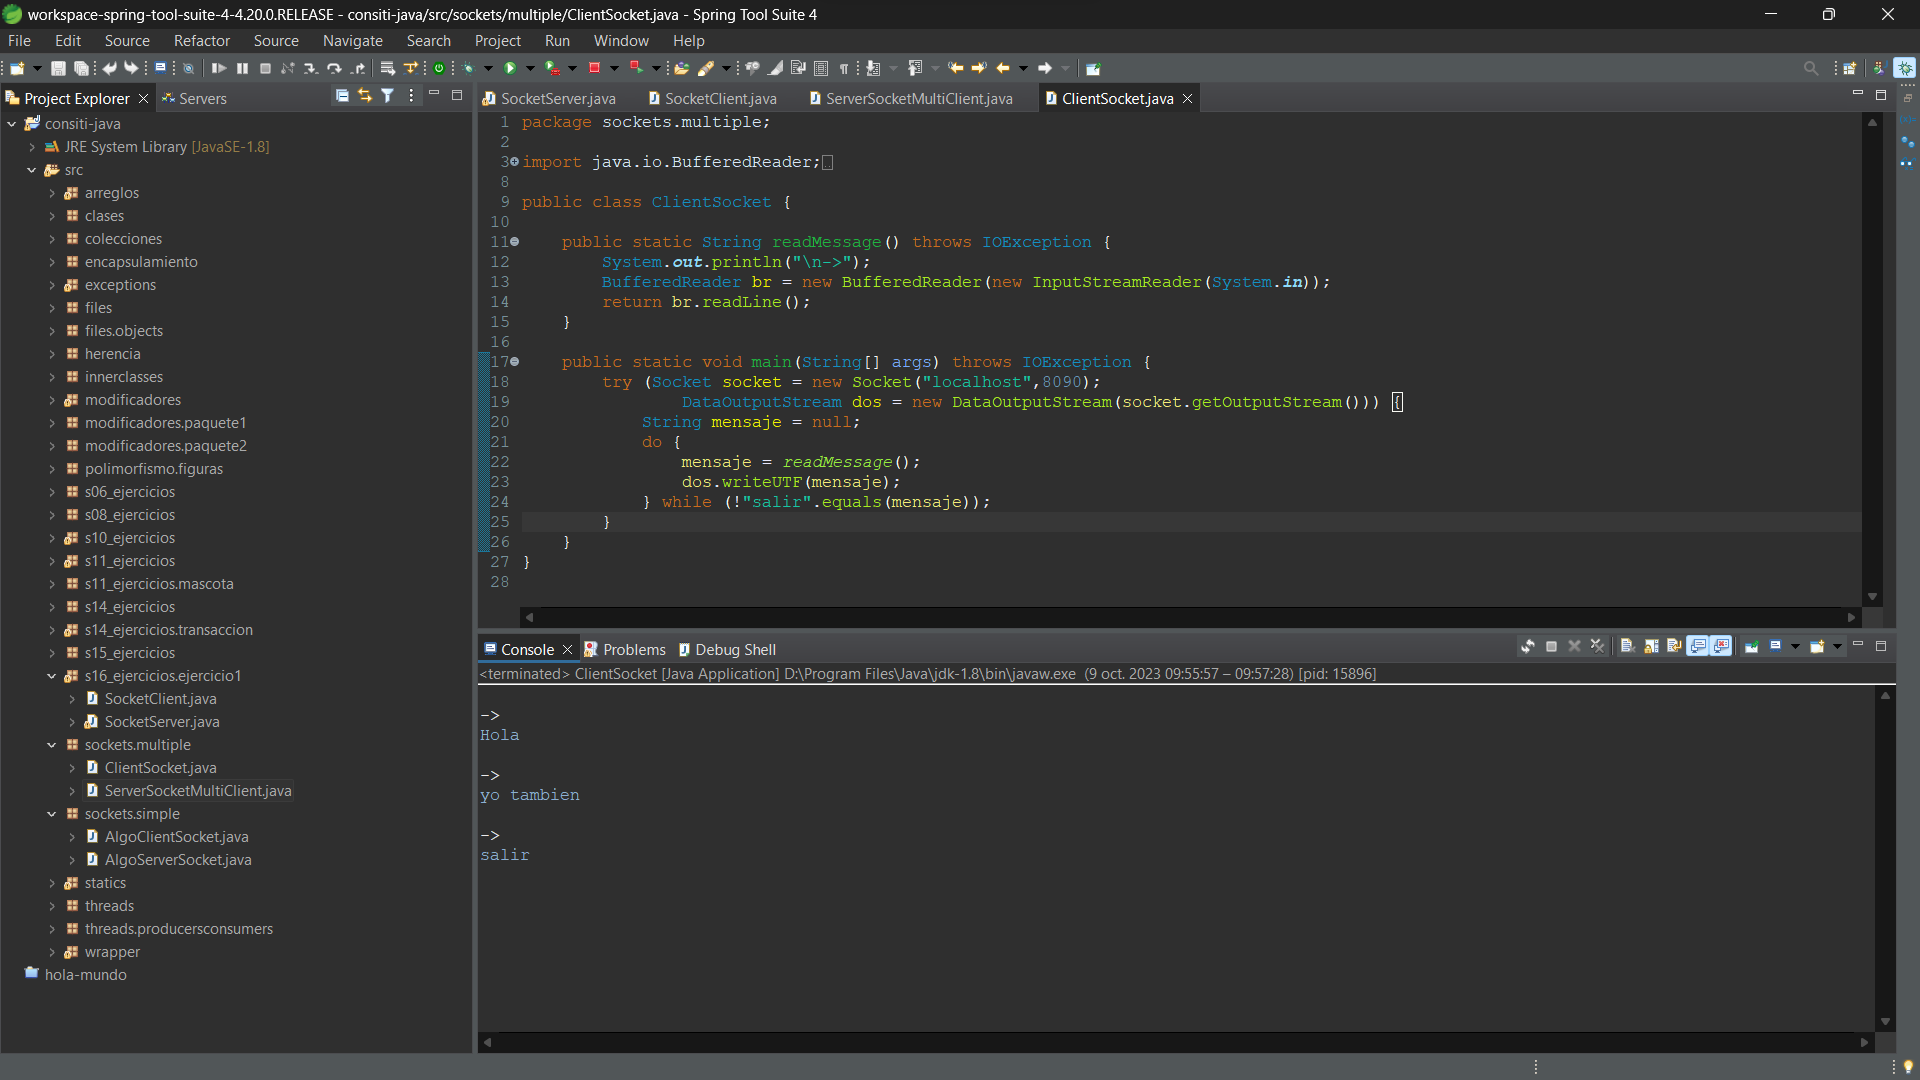 workspace-spring-tool-suite-4-4.20.0.RELEASE - consiti-java/src/sockets/multiple/ClientSocket.java - Spring Tool Suite 4
File Edit Source Refactor Source Navigate Search Project Run Window Help
Project Explorer Servers
consiti-java
JRE System Library [JavaSE-1.8]
src
arreglos
clases
colecciones
encapsulamiento
exceptions
files
files.objects
herencia
innerclasses
modificadores
modificadores.paquete1
modificadores.paquete2
polimorfismo.figuras
s06_ejercicios
s08_ejercicios
s10_ejercicios
s11_ejercicios
s11_ejercicios.mascota
s14_ejercicios
s14_ejercicios.transaccion
s15_ejercicios
s16_ejercicios.ejercicio1
SocketClient.java
SocketServer.java
sockets.multiple
ClientSocket.java
ServerSocketMultiClient.java
sockets.simple
AlgoClientSocket.java
AlgoServerSocket.java
statics
threads
threads.producersconsumers
wrapper
hola-mundo
SocketServer.java SocketClient.java ServerSocketMultiClient.java ClientSocket.java
1 package sockets.multiple;
2
3 import java.io.BufferedReader;
8
9 public class ClientSocket {
10
11 public static String readMessage() throws IOException {
12 System.out.println("\n->");
13 BufferedReader br = new BufferedReader(new InputStreamReader(System.in));
14 return br.readLine();
15 }
16
17 public static void main(String[] args) throws IOException {
18 try (Socket socket = new Socket("localhost",8090);
19 DataOutputStream dos = new DataOutputStream(socket.getOutputStream())) {
20 String mensaje = null;
21 do {
22 mensaje = readMessage();
23 dos.writeUTF(mensaje);
24 } while (!"salir".equals(mensaje));
25 }
26 }
27 }
28
Console Problems Debug Shell
<terminated> ClientSocket [Java Application] D:\Program Files\Java\jdk-1.8\bin\javaw.exe (9 oct. 2023 09:55:57 – 09:57:28) [pid: 15896]
->
Hola
->
yo tambien
->
salir